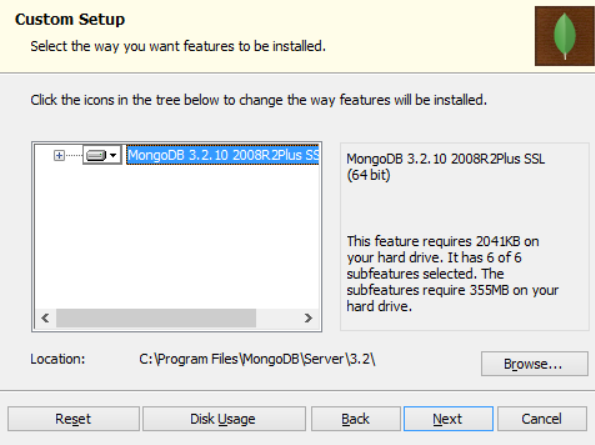 Custom Setup
Select the way you want features to be installed.
Click the icons in the tree below to change the way features will be installed.
MongoDB 3.2.10 2008R2Plus SS
MongoDB 3.2.10 2008R2Plus SSL
(64 bit)
This feature requires 2041KB on
your hard drive. It has 6 of 6
subfeatures selected. The
subfeatures require 355MB on your
hard drive.
Location: C:\Program Files\MongoDB\Server\3.2\
Browse...
Reset Disk Usage Back Next Cancel